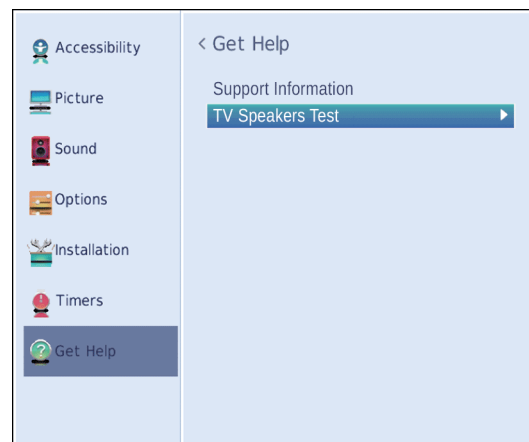 Accessibility
Picture
Sound
Options
Installation
Timers
Get Help
< Get Help
Support Information
TV Speakers Test